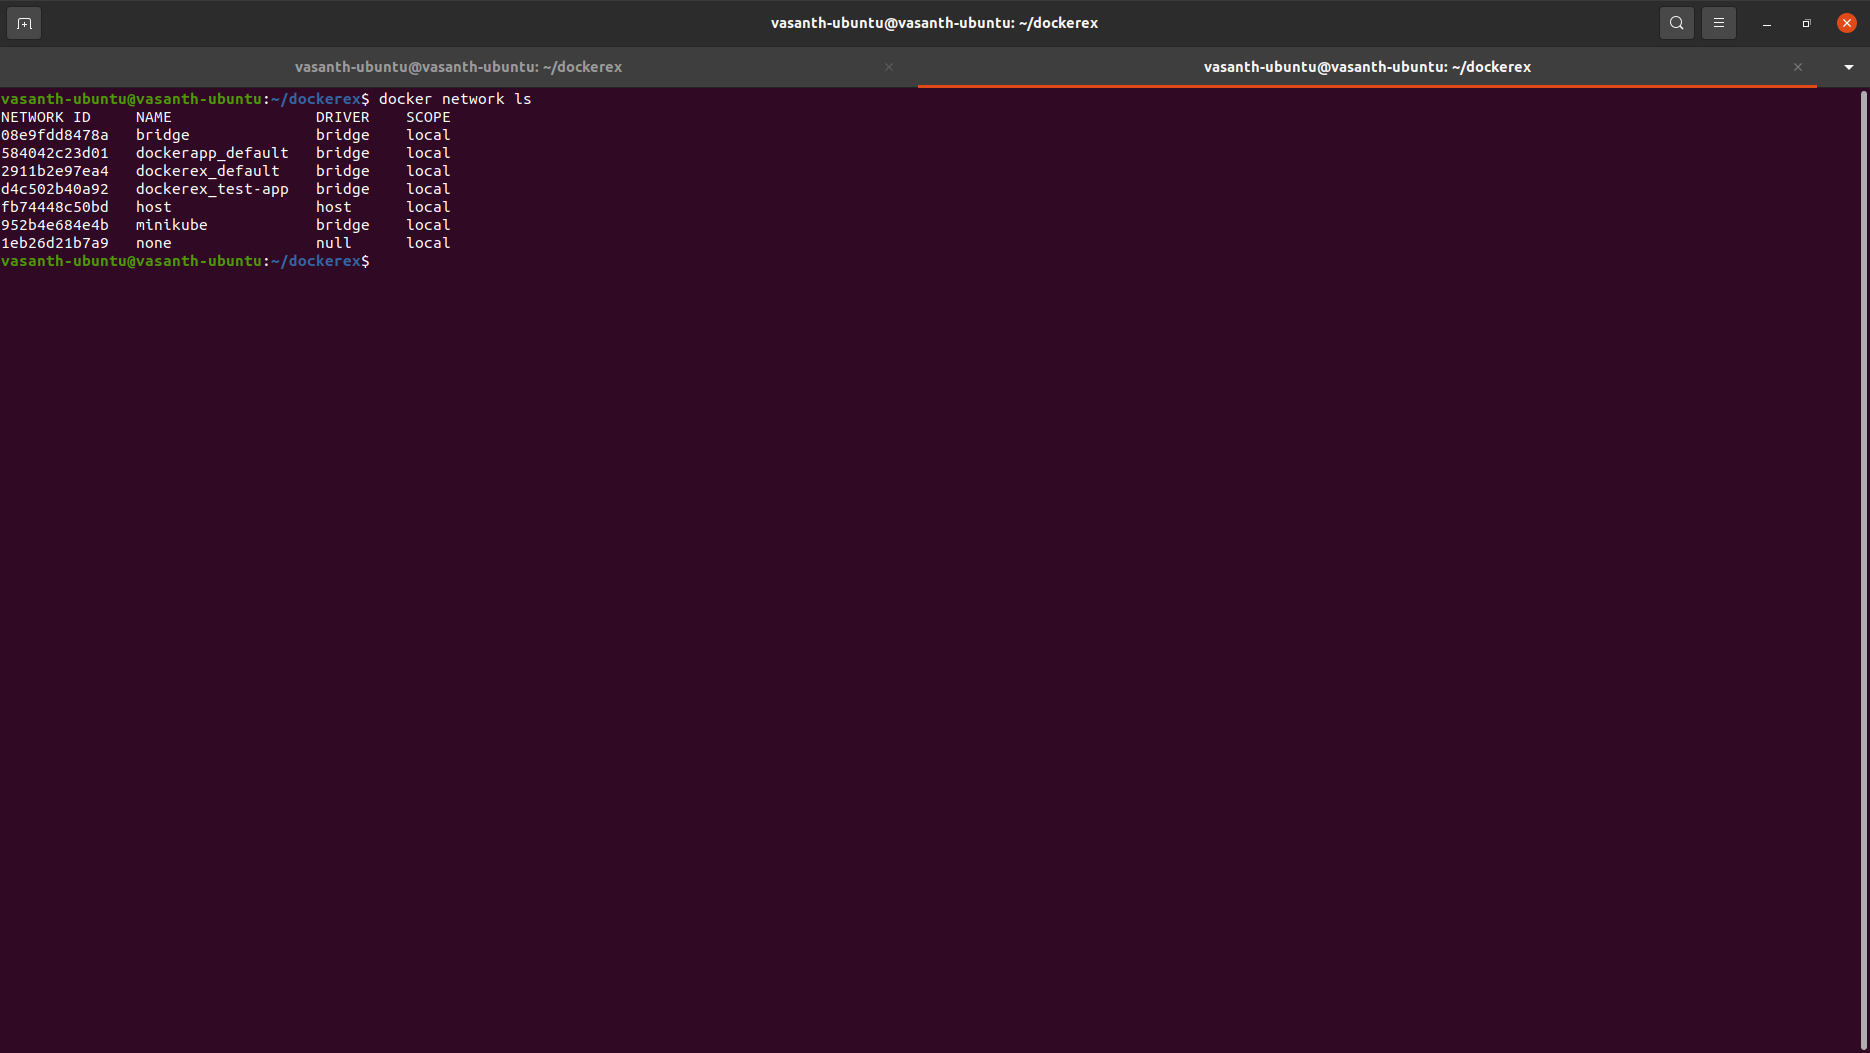 vasanth-ubuntu@vasanth-ubuntu: ~/dockerex
vasanth-ubuntu@vasanth-ubuntu: ~/dockerex
vasanth-ubuntu@vasanth-ubuntu: ~/dockerex
vasanth-ubuntu@vasanth-ubuntu:~/dockerex$ docker network ls
NETWORK ID     NAME                DRIVER    SCOPE
08e9fdd8478a   bridge              bridge    local
584042c23d01   dockerapp_default   bridge    local
2911b2e97ea4   dockerex_default    bridge    local
d4c502b40a92   dockerex_test-app   bridge    local
fb74448c50bd   host                host      local
952b4e684e4b   minikube            bridge    local
1eb26d21b7a9   none                null      local
vasanth-ubuntu@vasanth-ubuntu:~/dockerex$